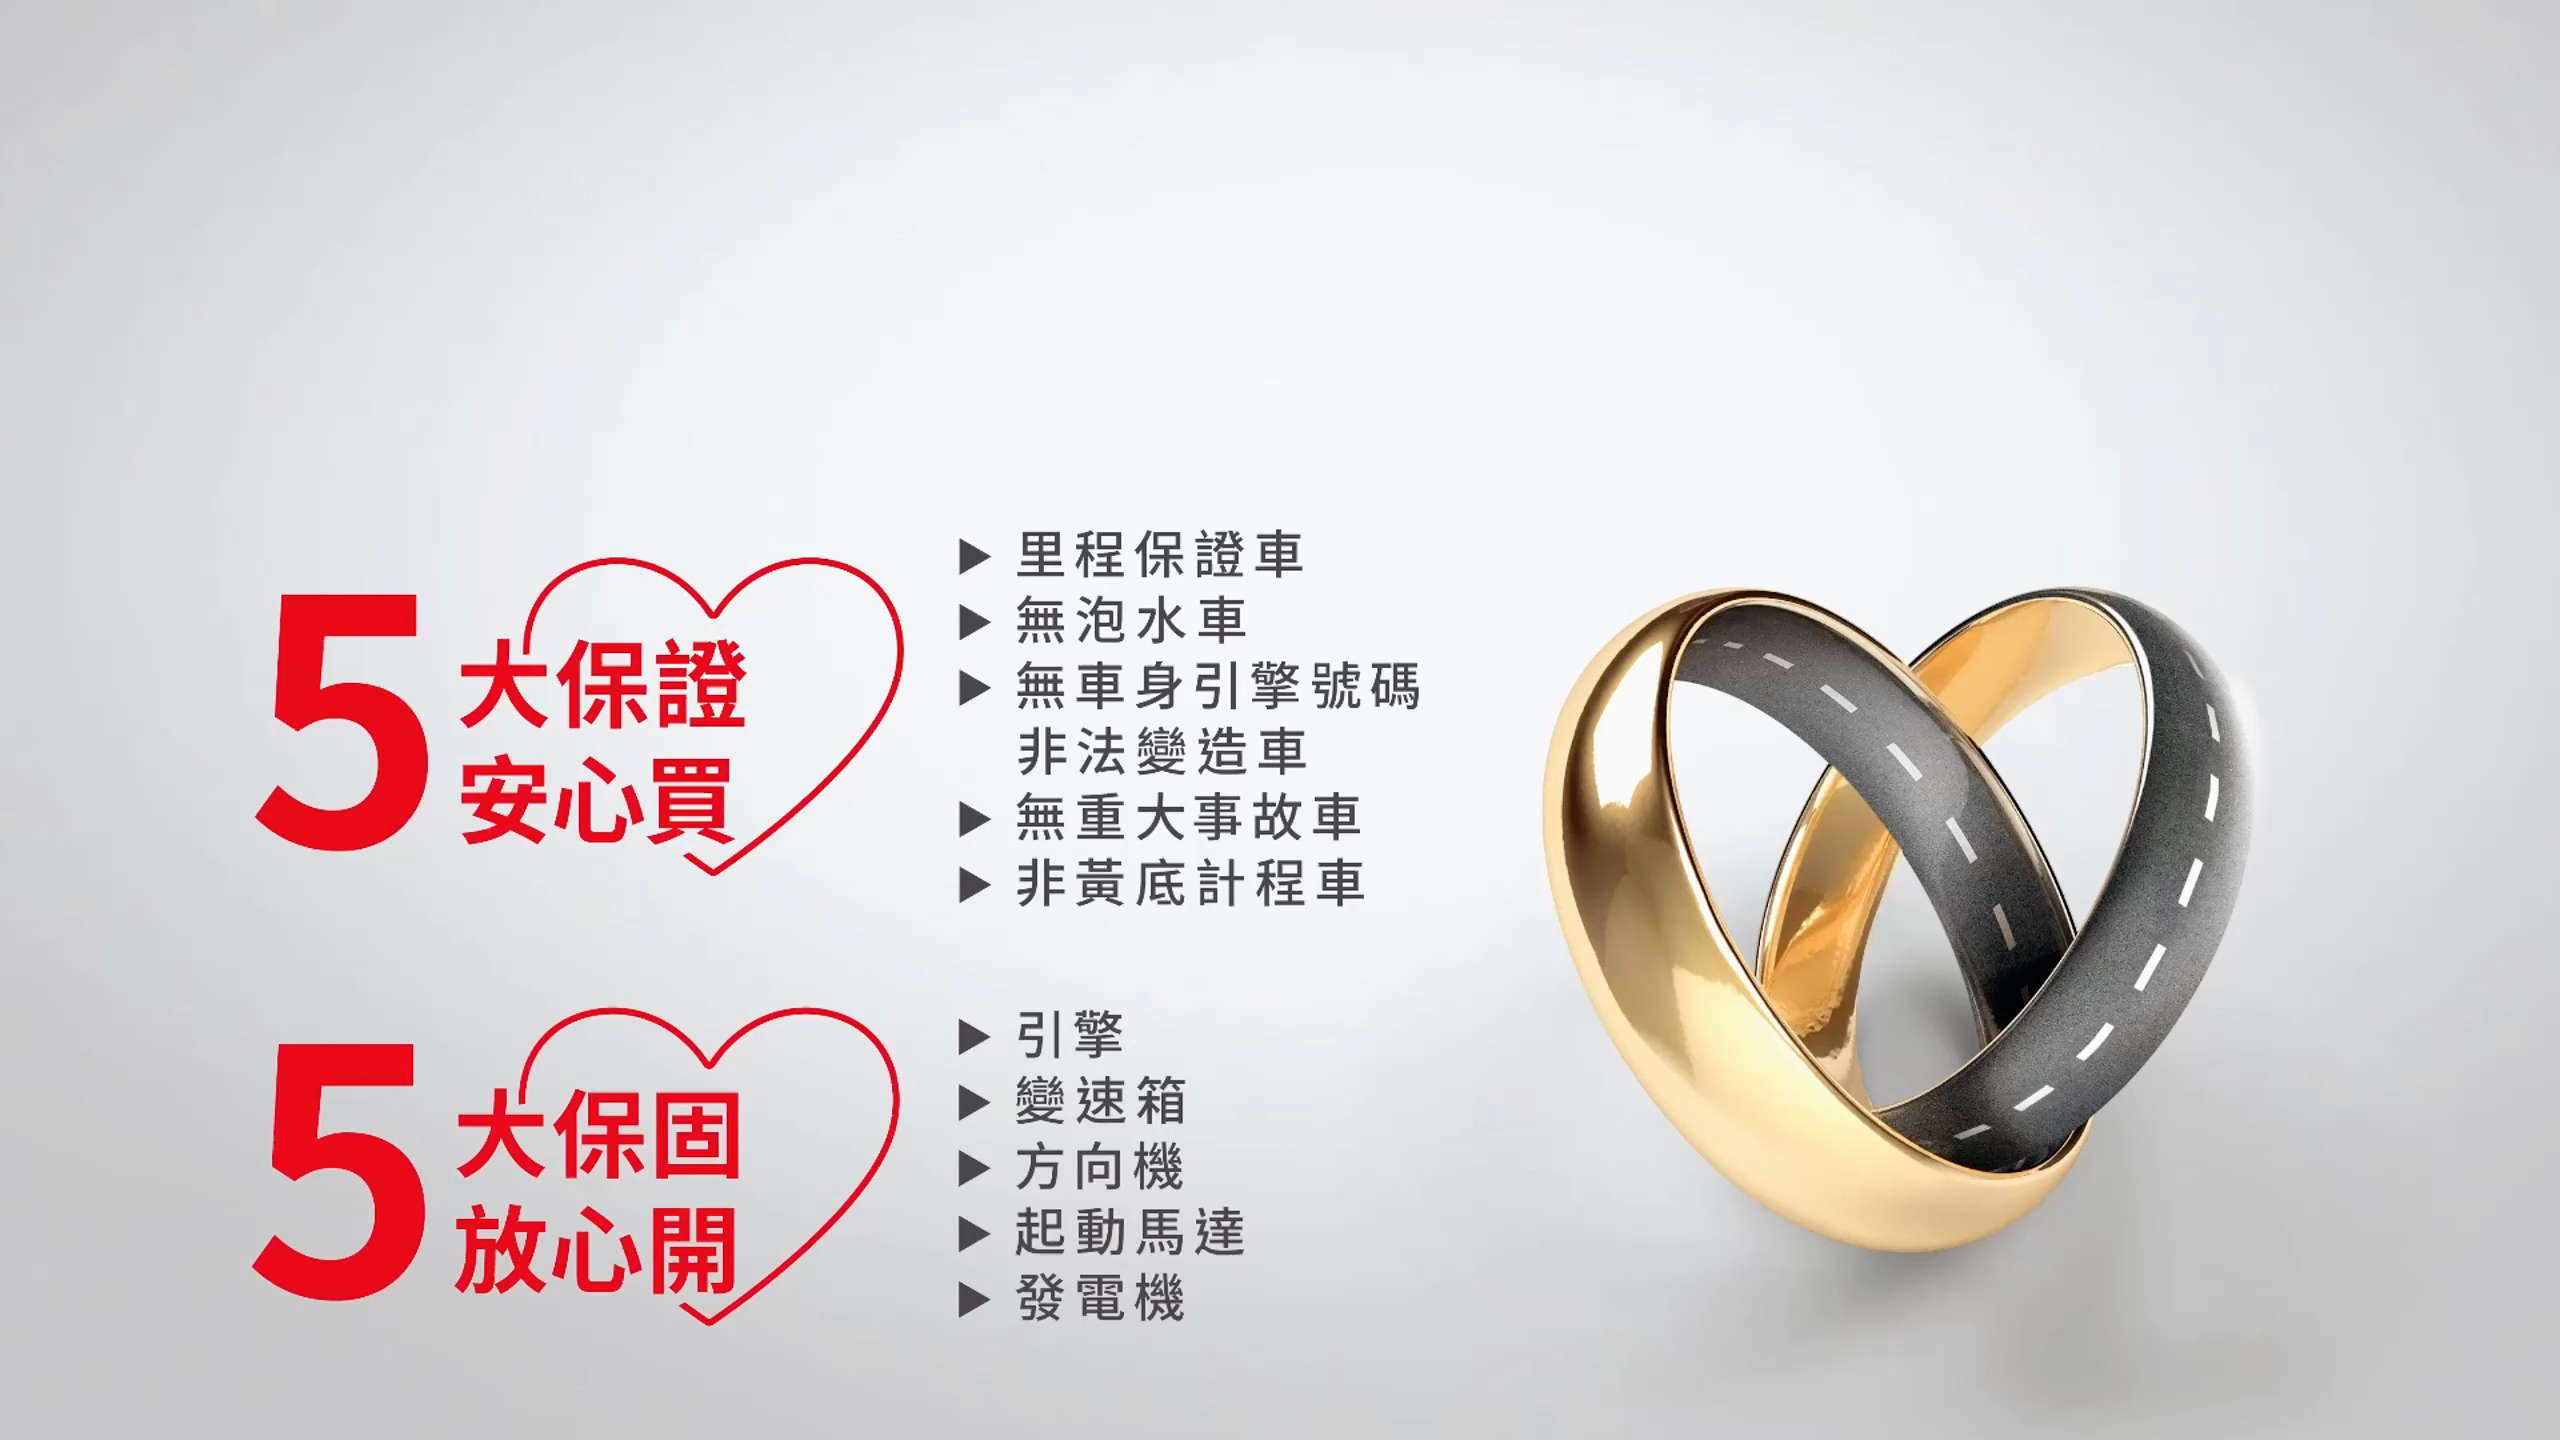 5大保證
安心買
▶ 里程保證車
▶ 無泡水車
▶ 無車身引擎號碼
非法變造車
▶ 無重大事故車
▶ 非黃底計程車
5大保固
放心開
▶ 引擎
▶ 變速箱
▶ 方向機
▶ 起動馬達
▶ 發電機